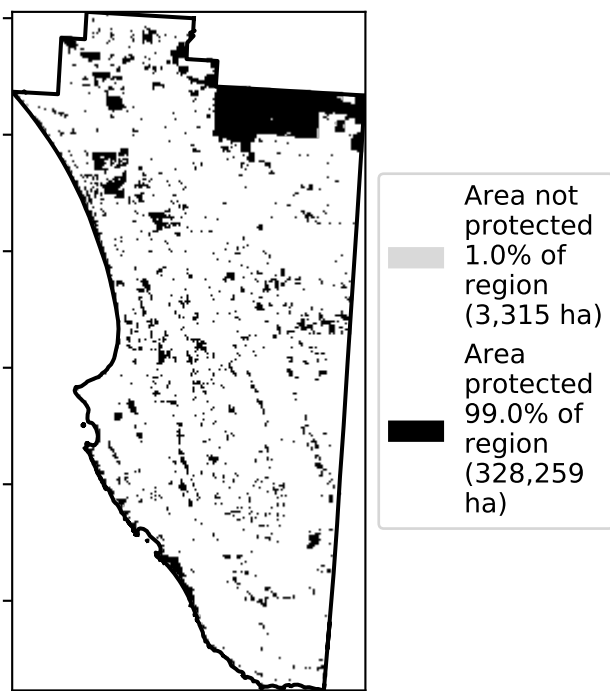 Area not
protected
1.0% of
region
(3,315 ha)
Area
protected
99.0% of
region
(328,259
ha)